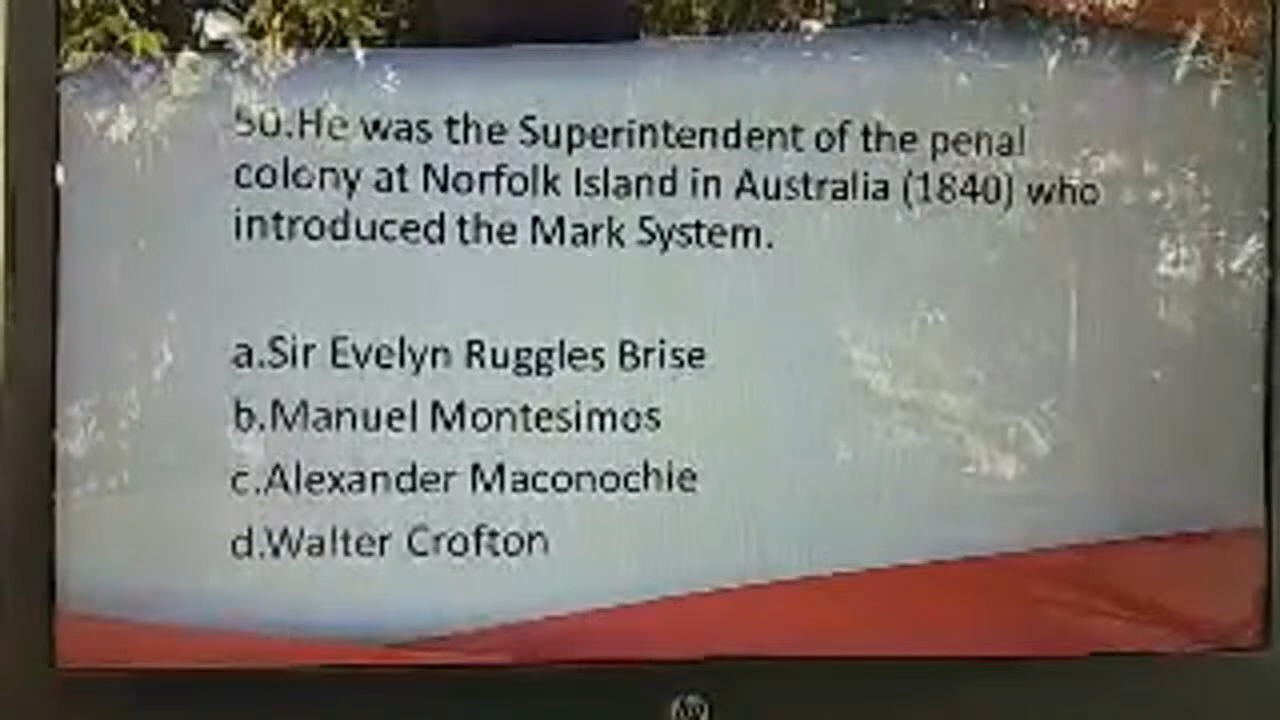 50.He was the Superintendent of the penal
colony at Norfolk Island in Australia (1840) who
introduced the Mark System.
a.Sir Evelyn Ruggles Brise
b.Manuel Montesimos
c.Alexander Maconochie
d.Walter Crofton
hp